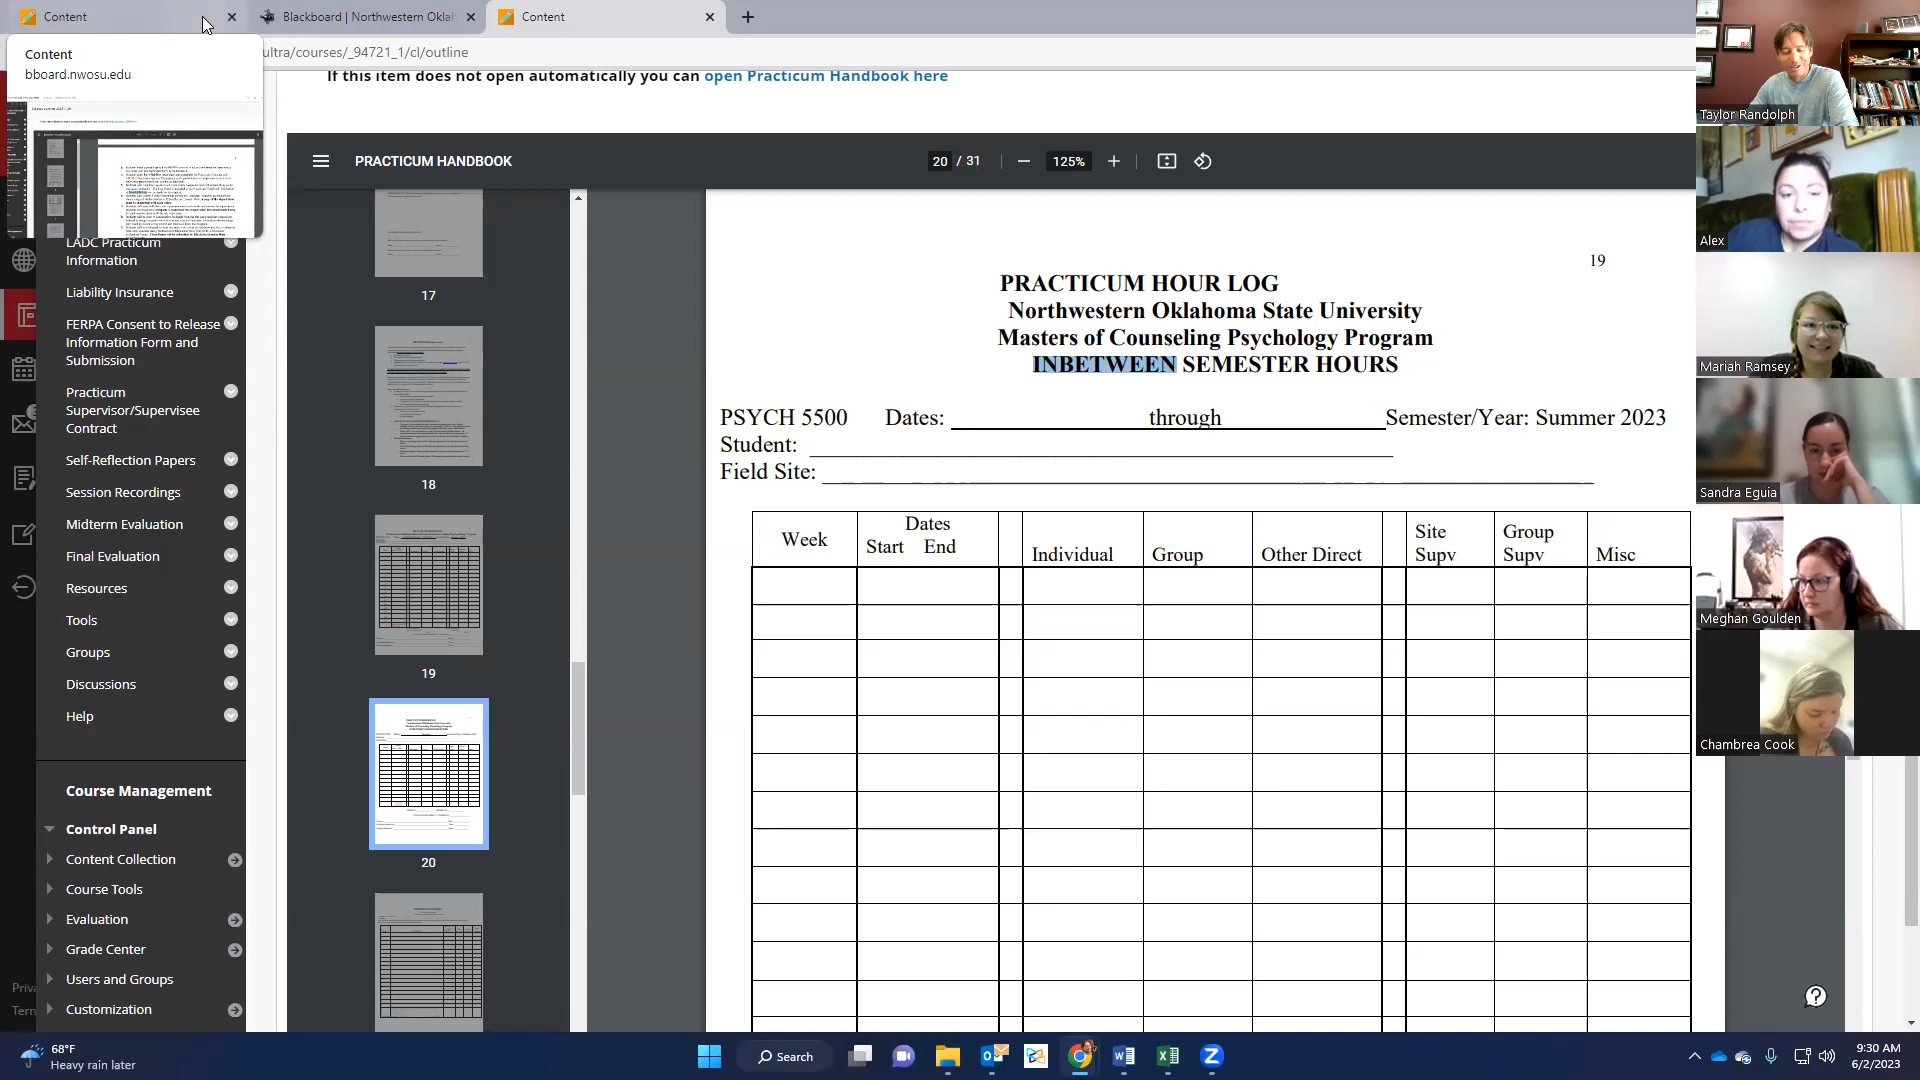 Content
Blackboard | Northwestern Oklah
Content
Content
bboard.nwosu.edu
ultra/courses/_94721_1/cl/outline
If this item does not open automatically you can open Practicum Handbook here
PRACTICUM HANDBOOK
20 / 31
125%
LADC Practicum
Information
Liability Insurance
FERPA Consent to Release
Information Form and
Submission
Practicum
Supervisor/Supervisee
Contract
Self-Reflection Papers
Session Recordings
Midterm Evaluation
Final Evaluation
Resources
Tools
Groups
Discussions
Help
Course Management
Control Panel
Content Collection
Course Tools
Evaluation
Grade Center
Users and Groups
Customization
Priva
Term
17
18
19
20
19
PRACTICUM HOUR LOG
Northwestern Oklahoma State University
Masters of Counseling Psychology Program
INBETWEEN SEMESTER HOURS
PSYCH 5500 Dates: through Semester/Year: Summer 2023
Student:
Field Site:
Week
Dates
Start End
Individual
Group
Other Direct
Site
Supv
Group
Supv
Misc
Taylor Randolph
Alex
Mariah Ramsey
Sandra Eguia
Meghan Goulden
Chambrea Cook
68°F
Heavy rain later
Search
9:30 AM
6/2/2023